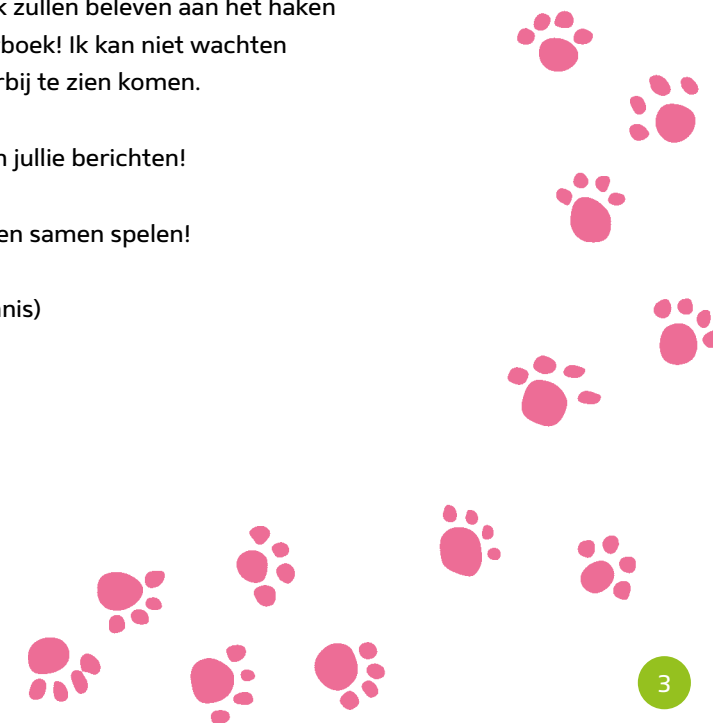 k zullen beleven aan het haken
boek! Ik kan niet wachten
rbij te zien komen.
n jullie berichten!
en samen spelen!
nis)
3